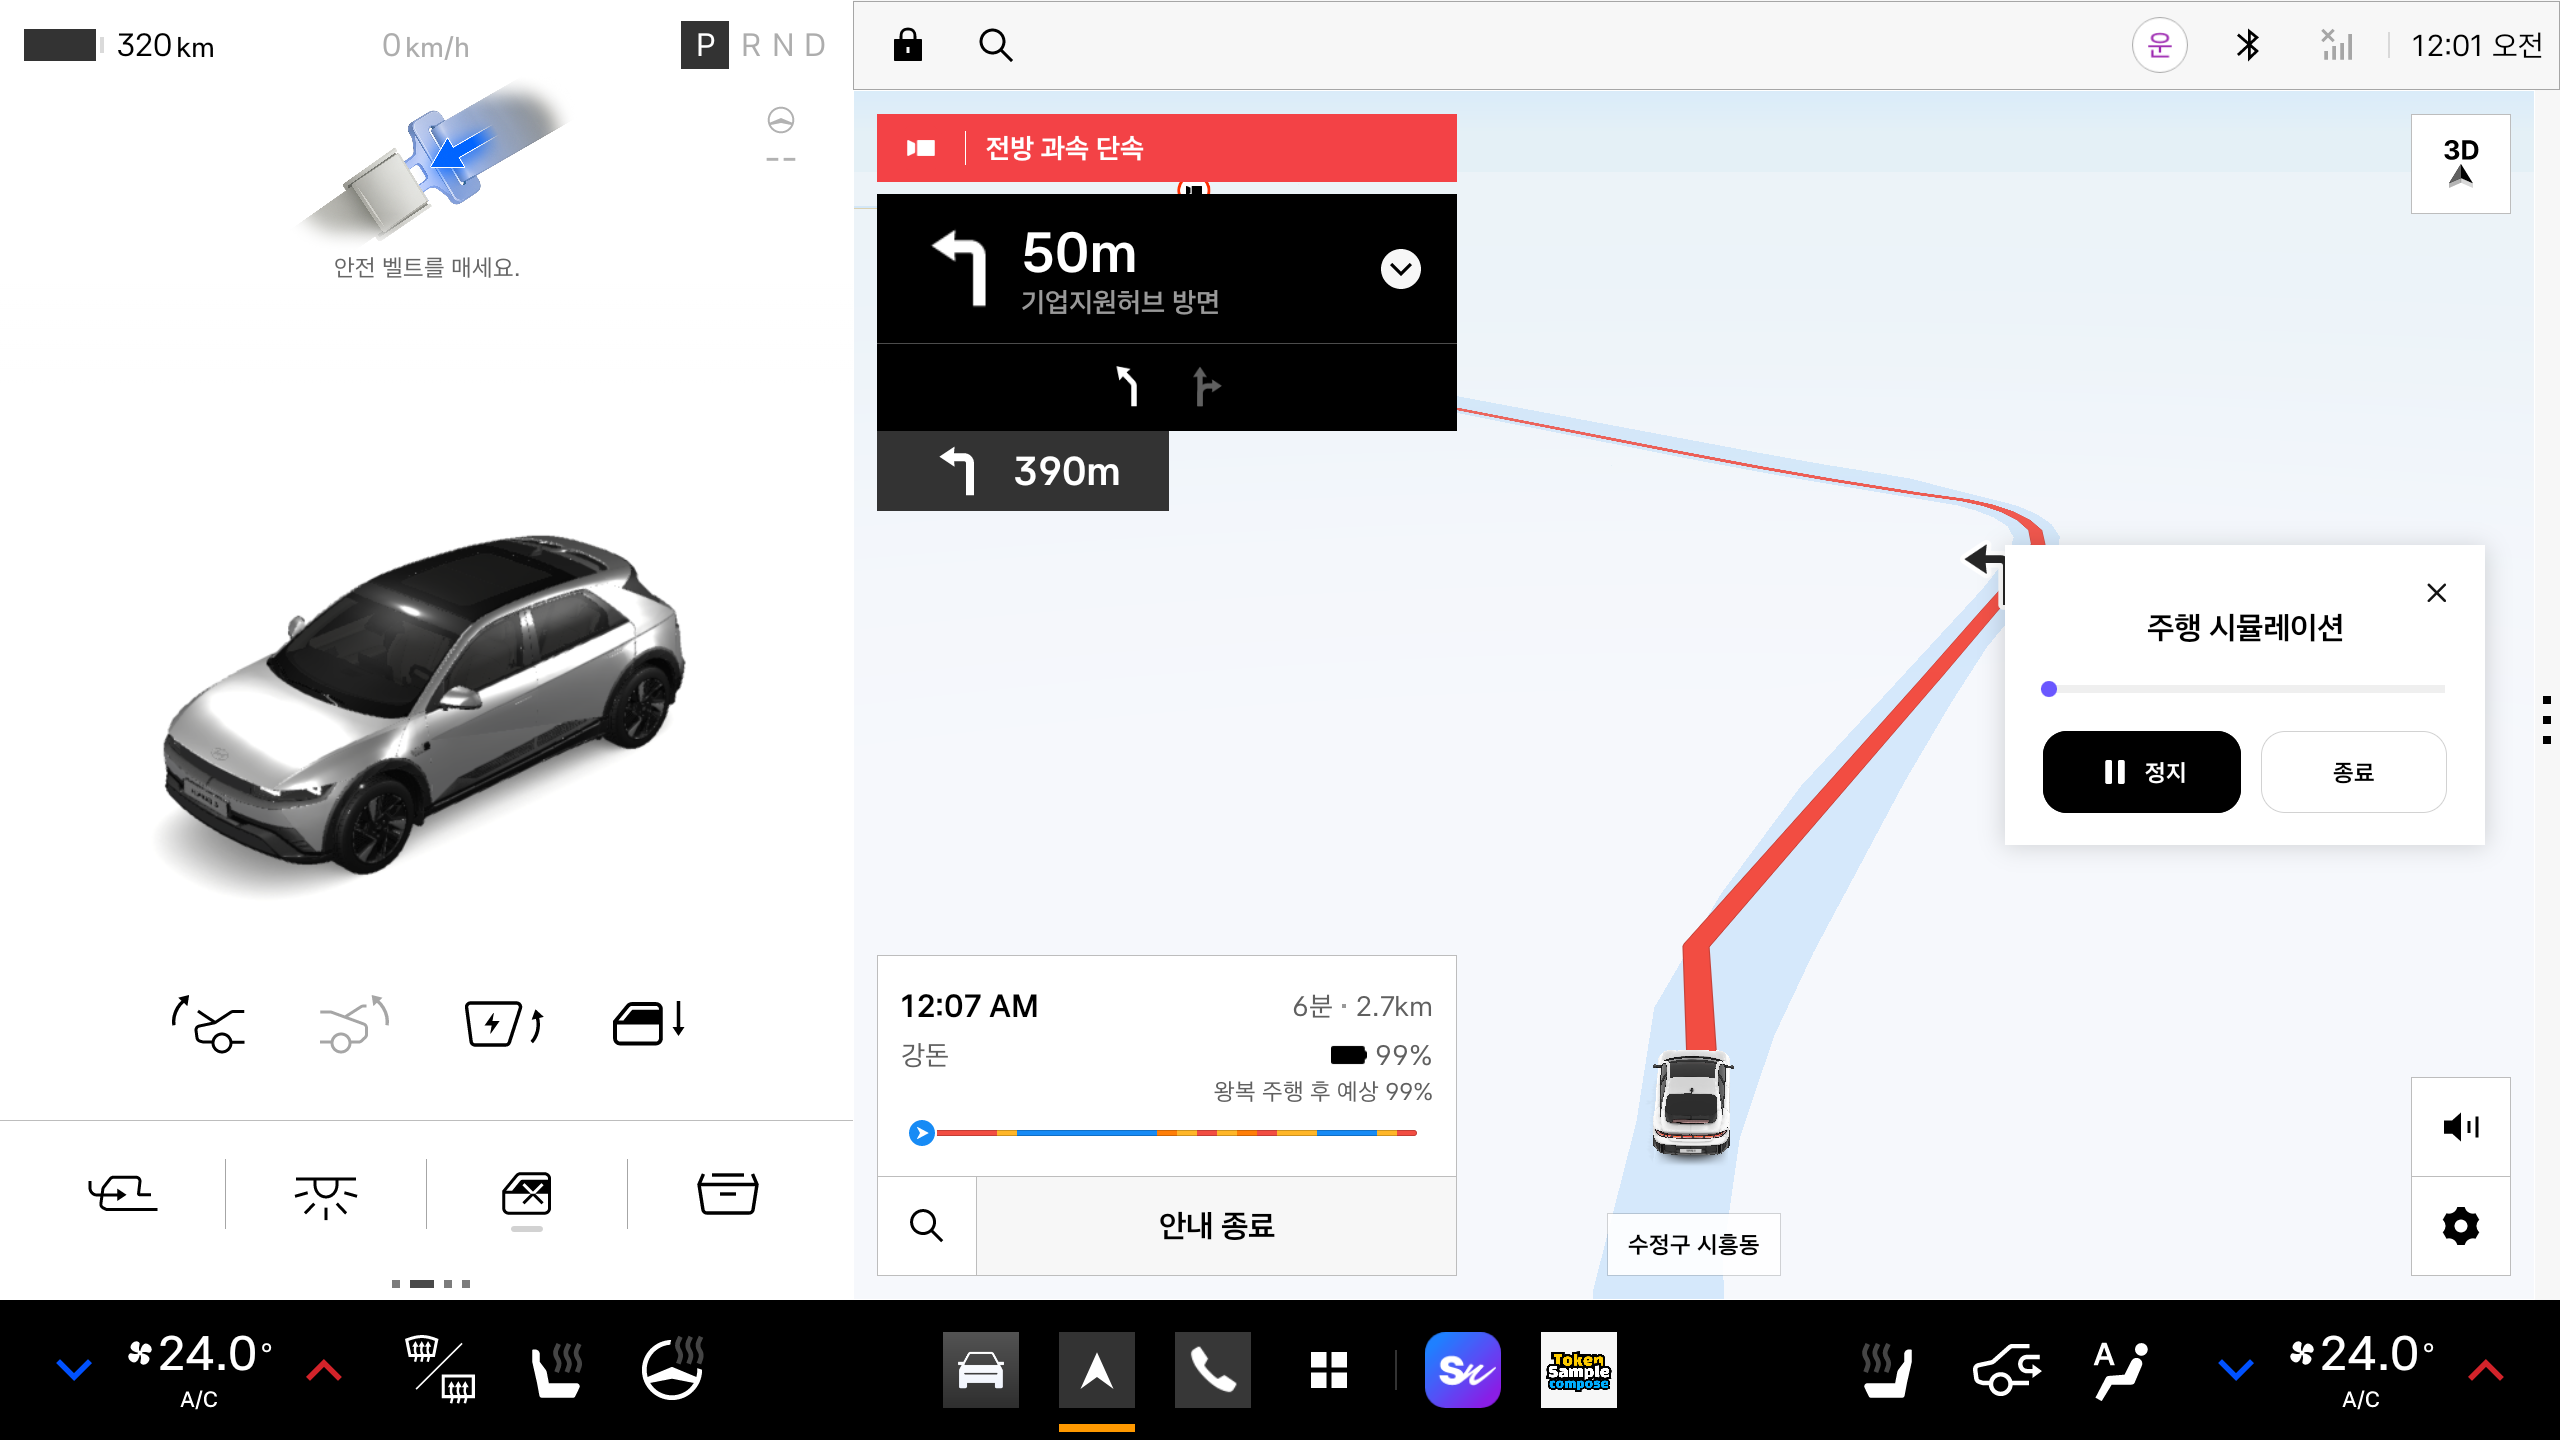 320 km
0 km/h
P R N D
운
12:01 오전
안전 벨트를 매세요.
전방 과속 단속
50m
기업지원허브 방면
390m
3D
주행 시뮬레이션
정지
종료
12:07 AM
6분 · 2.7km
강돈
99%
왕복 주행 후 예상 99%
안내 종료
수정구 시흥동
24.0°
A/C
Token
Sample
compose
A
24.0°
A/C